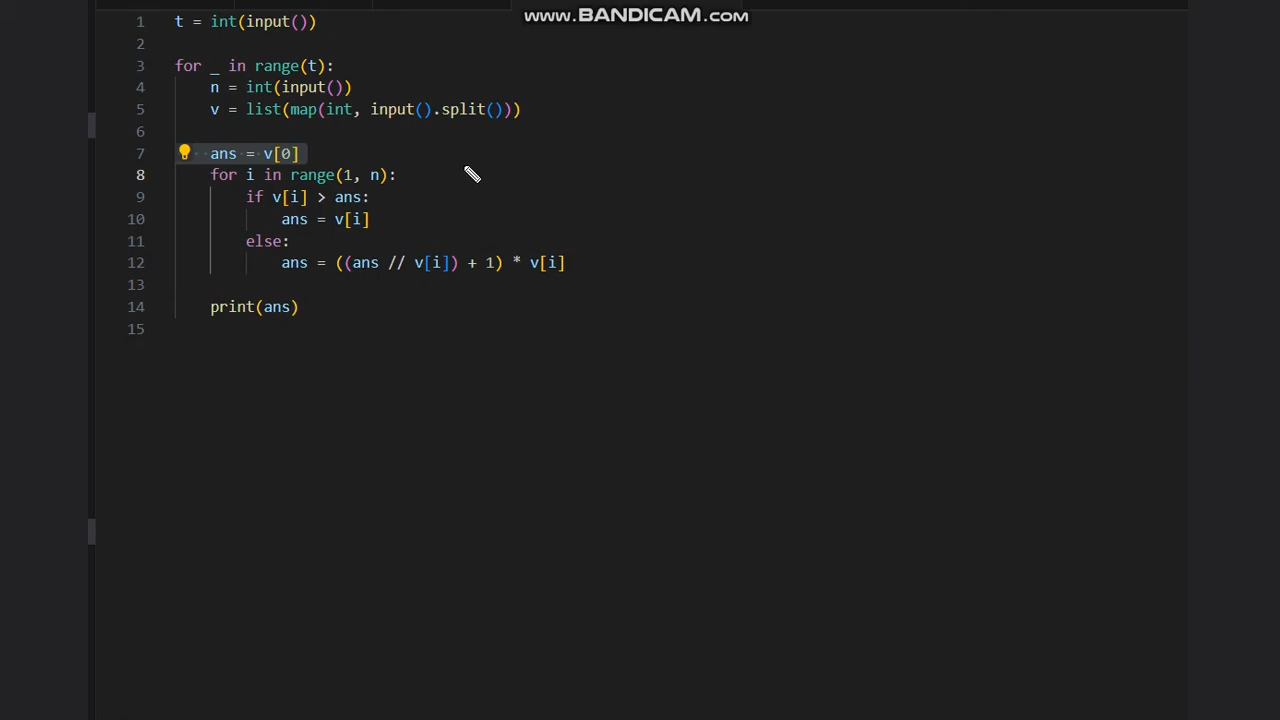 www.BANDICAM.com
1 t = int(input())
2
3 for _ in range(t):
4     n = int(input())
5     v = list(map(int, input().split()))
6
7     ans = v[0]
8     for i in range(1, n):
9         if v[i] > ans:
10             ans = v[i]
11         else:
12             ans = ((ans // v[i]) + 1) * v[i]
13
14     print(ans)
15